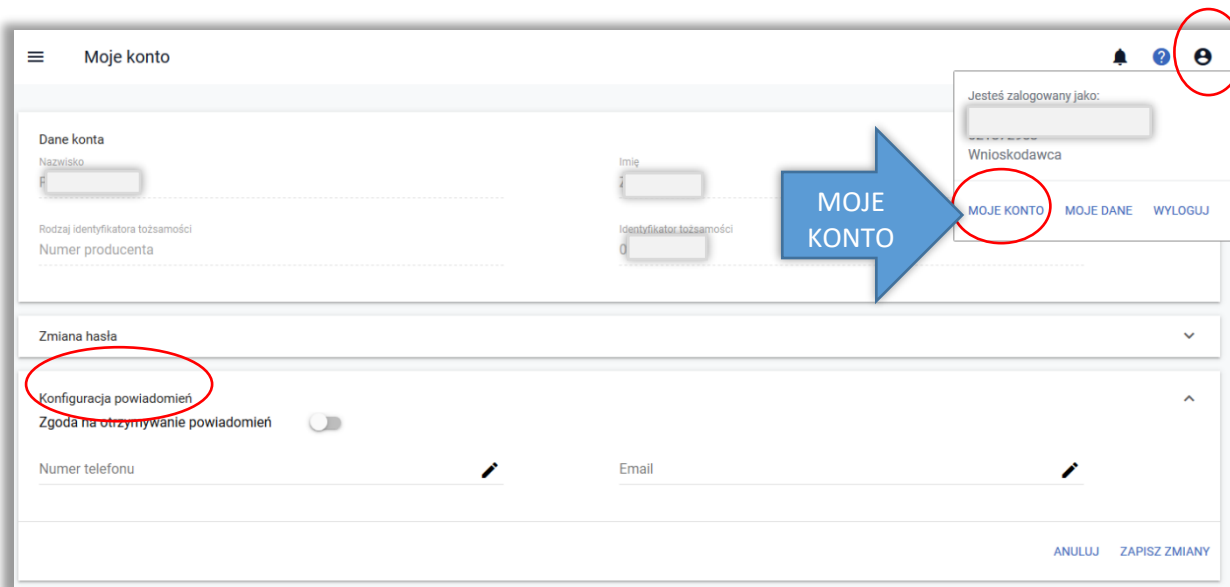 Moje konto
Jesteś zalogowany jako:
Wnioskodawca
MOJE KONTO MOJE DANE WYLOGUJ
MOJE
KONTO
Dane konta
Nazwisko
Imię
Rodzaj identyfikatora tożsamości
Identyfikator tożsamości
Numer producenta
0
Zmiana hasła
Konfiguracja powiadomień
Zgoda na otrzymywanie powiadomień
Numer telefonu
Email
ANULUJ ZAPISZ ZMIANY